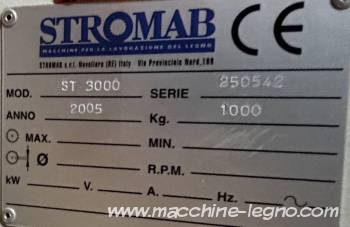 STROMAB CE
MACCHINE PER LA LAVORAZIONE DEL LEGNO
STROMAB s.r.l. Novellara (RE) Italy - Via Provinciale Nord,
MOD. ST 3000 SERIE 250542
ANNO 2005 Kg. 1000
MAX. MIN.
Ø R.P.M.
kW V. A. Hz.
www.macchine-legno.com